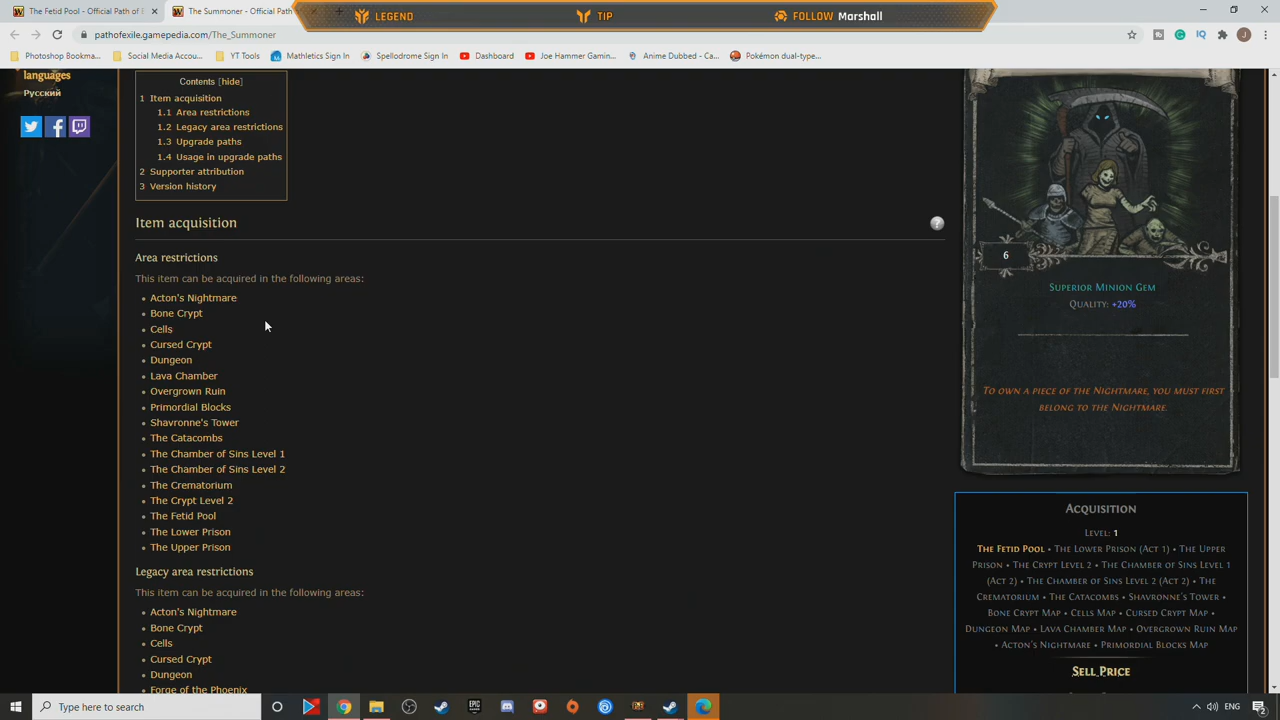 The Fetid Pool - Official Path of E
The Summoner - Official Path
LEGEND
TIP
FOLLOW Marshall
pathofexile.gamepedia.com/The_Summoner
Photoshop Bookma...
Social Media Accou...
YT Tools
Mathletics Sign In
Spellodrome Sign In
Dashboard
Joe Hammer Gamin...
Anime Dubbed - Ca...
Pokémon dual-type...
languages
Русский
Contents [hide]
1 Item acquisition
1.1 Area restrictions
1.2 Legacy area restrictions
1.3 Upgrade paths
1.4 Usage in upgrade paths
2 Supporter attribution
3 Version history
Item acquisition
?
Area restrictions
This item can be acquired in the following areas:
Acton's Nightmare
Bone Crypt
Cells
Cursed Crypt
Dungeon
Lava Chamber
Overgrown Ruin
Primordial Blocks
Shavronne's Tower
The Catacombs
The Chamber of Sins Level 1
The Chamber of Sins Level 2
The Crematorium
The Crypt Level 2
The Fetid Pool
The Lower Prison
The Upper Prison
Legacy area restrictions
This item can be acquired in the following areas:
Acton's Nightmare
Bone Crypt
Cells
Cursed Crypt
Dungeon
Forge of the Phoenix
6
Superior Minion Gem
Quality: +20%
To own a piece of the Nightmare, you must first
belong to the Nightmare.
Acquisition
Level: 1
The Fetid Pool • The Lower Prison (Act 1) • The Upper
Prison • The Crypt Level 2 • The Chamber of Sins Level 1
(Act 2) • The Chamber of Sins Level 2 (Act 2) • The
Crematorium • The Catacombs • Shavronne's Tower •
Bone Crypt Map • Cells Map • Cursed Crypt Map •
Dungeon Map • Lava Chamber Map • Overgrown Ruin Map
• Acton's Nightmare • Primordial Blocks Map
Sell Price
Type here to search
ENG
2